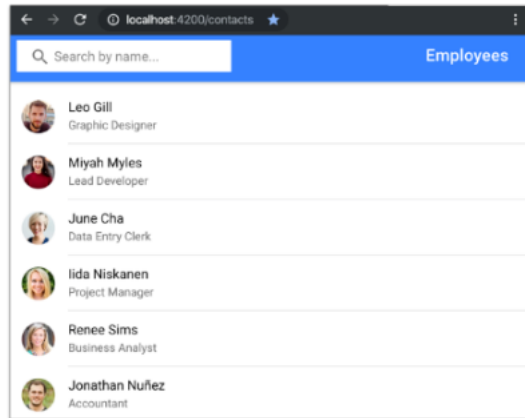 localhost:4200/contacts
Search by name...
Employees
Leo Gill
Graphic Designer
Miyah Myles
Lead Developer
June Cha
Data Entry Clerk
Iida Niskanen
Project Manager
Renee Sims
Business Analyst
Jonathan Nuñez
Accountant